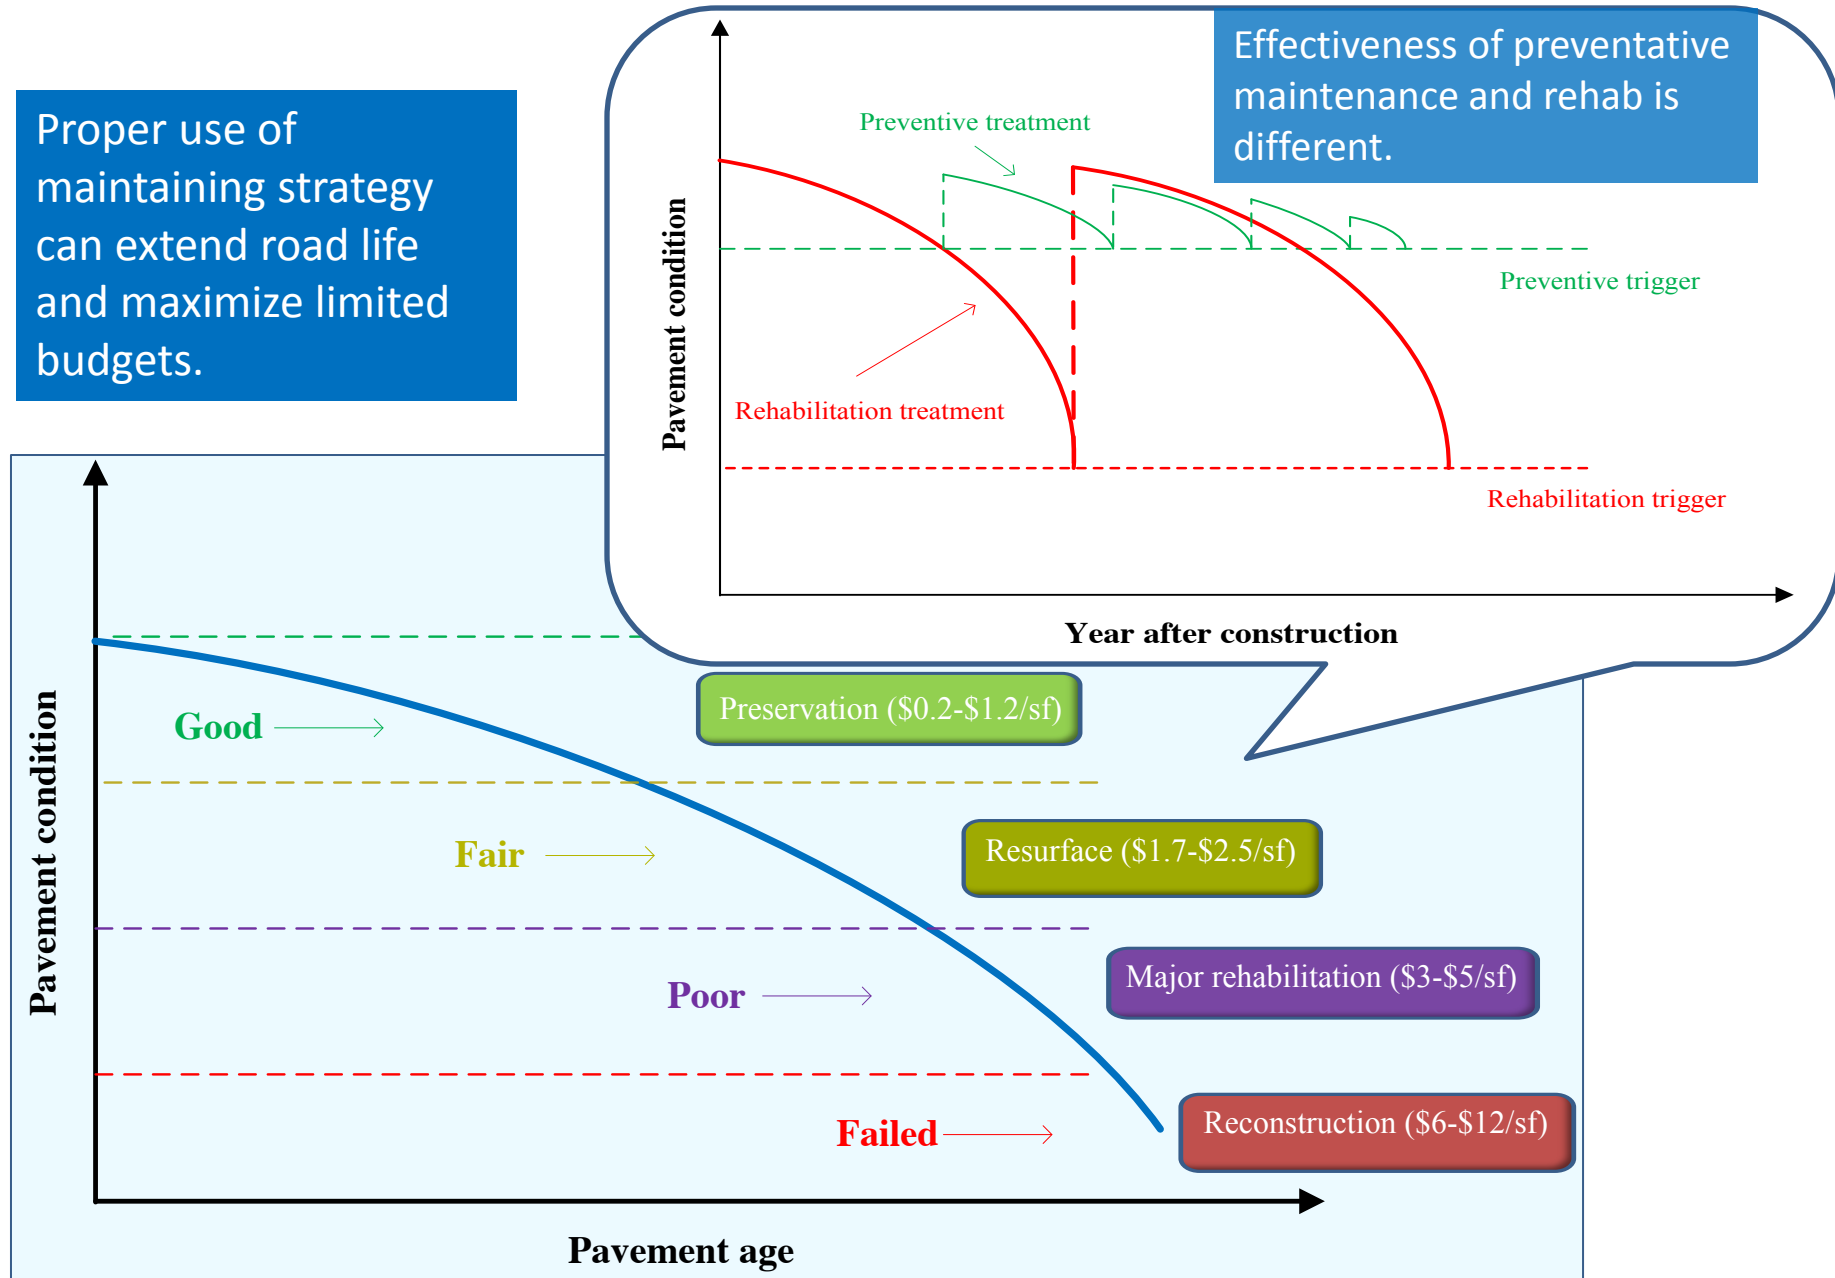 Proper use of
maintaining strategy
can extend road life
and maximize limited
budgets.
Effectiveness of preventative
maintenance and rehab is
different.
Pavement condition
Preventive treatment
Preventive trigger
Rehabilitation treatment
Rehabilitation trigger
Year after construction
Pavement condition
Good
Preservation ($0.2-$1.2/sf)
Fair
Resurface ($1.7-$2.5/sf)
Poor
Major rehabilitation ($3-$5/sf)
Failed
Reconstruction ($6-$12/sf)
Pavement age